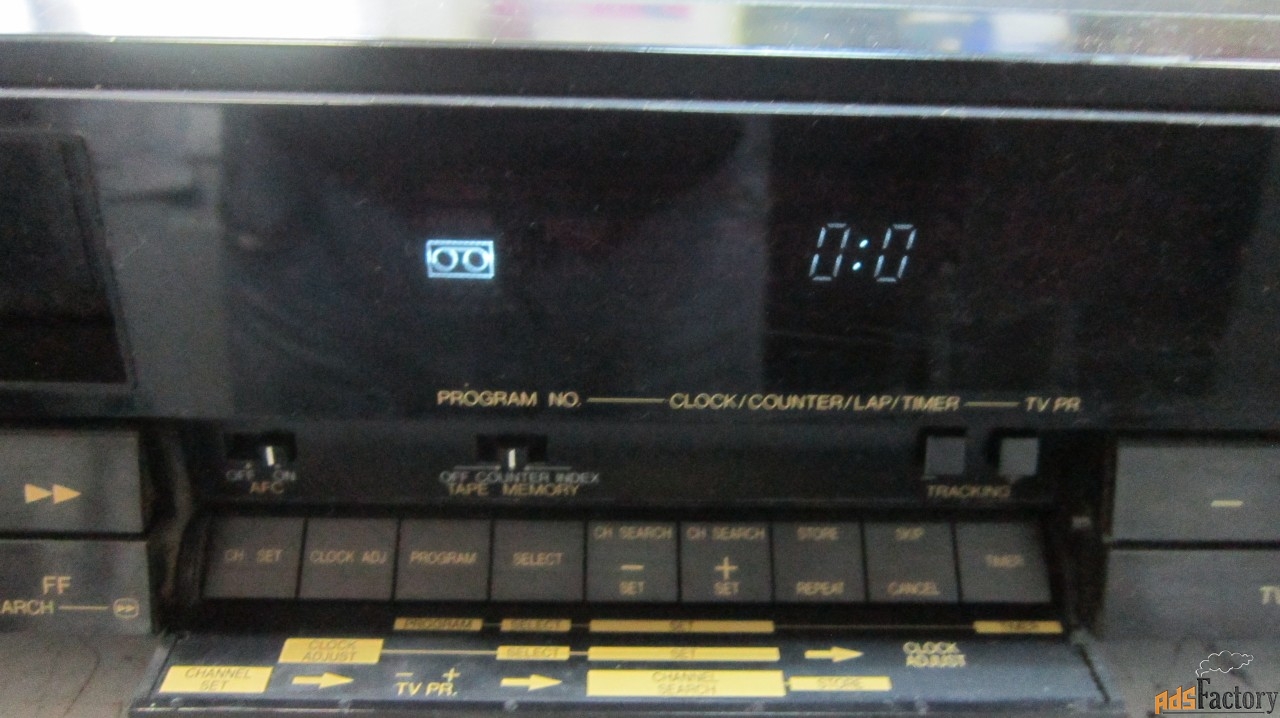 0:0
PROGRAM NO. CLOCK/COUNTER/LAP/TIMER TV PR
OFF ON
AFC
OFF COUNTER INDEX
TAPE MEMORY
TRACKING
CH SET CLOCK ADJ PROGRAM SELECT
CH SEARCH
− SET
CH SEARCH
+ SET
STORE
REPEAT
SKIP
CANCEL
TIMER
FF
PROGRAM SELECT SET TIMER
CLOCK ADJUST SELECT SET CLOCK ADJUST
CHANNEL SET − + TV PR. CHANNEL SEARCH STORE
AdsFactory